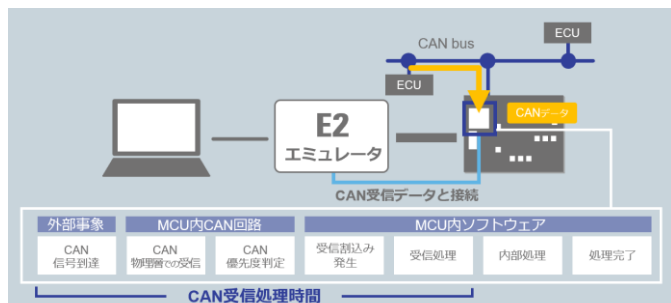 ECU
CAN bus
ECU
CANデータ
E2
エミュレータ
CAN受信データと接続
外部事象
MCU内CAN回路
MCU内ソフトウェア
CAN
信号到達
CAN
物理層での受信
CAN
優先度判定
受信割込み
発生
受信処理
内部処理
処理完了
CAN受信処理時間